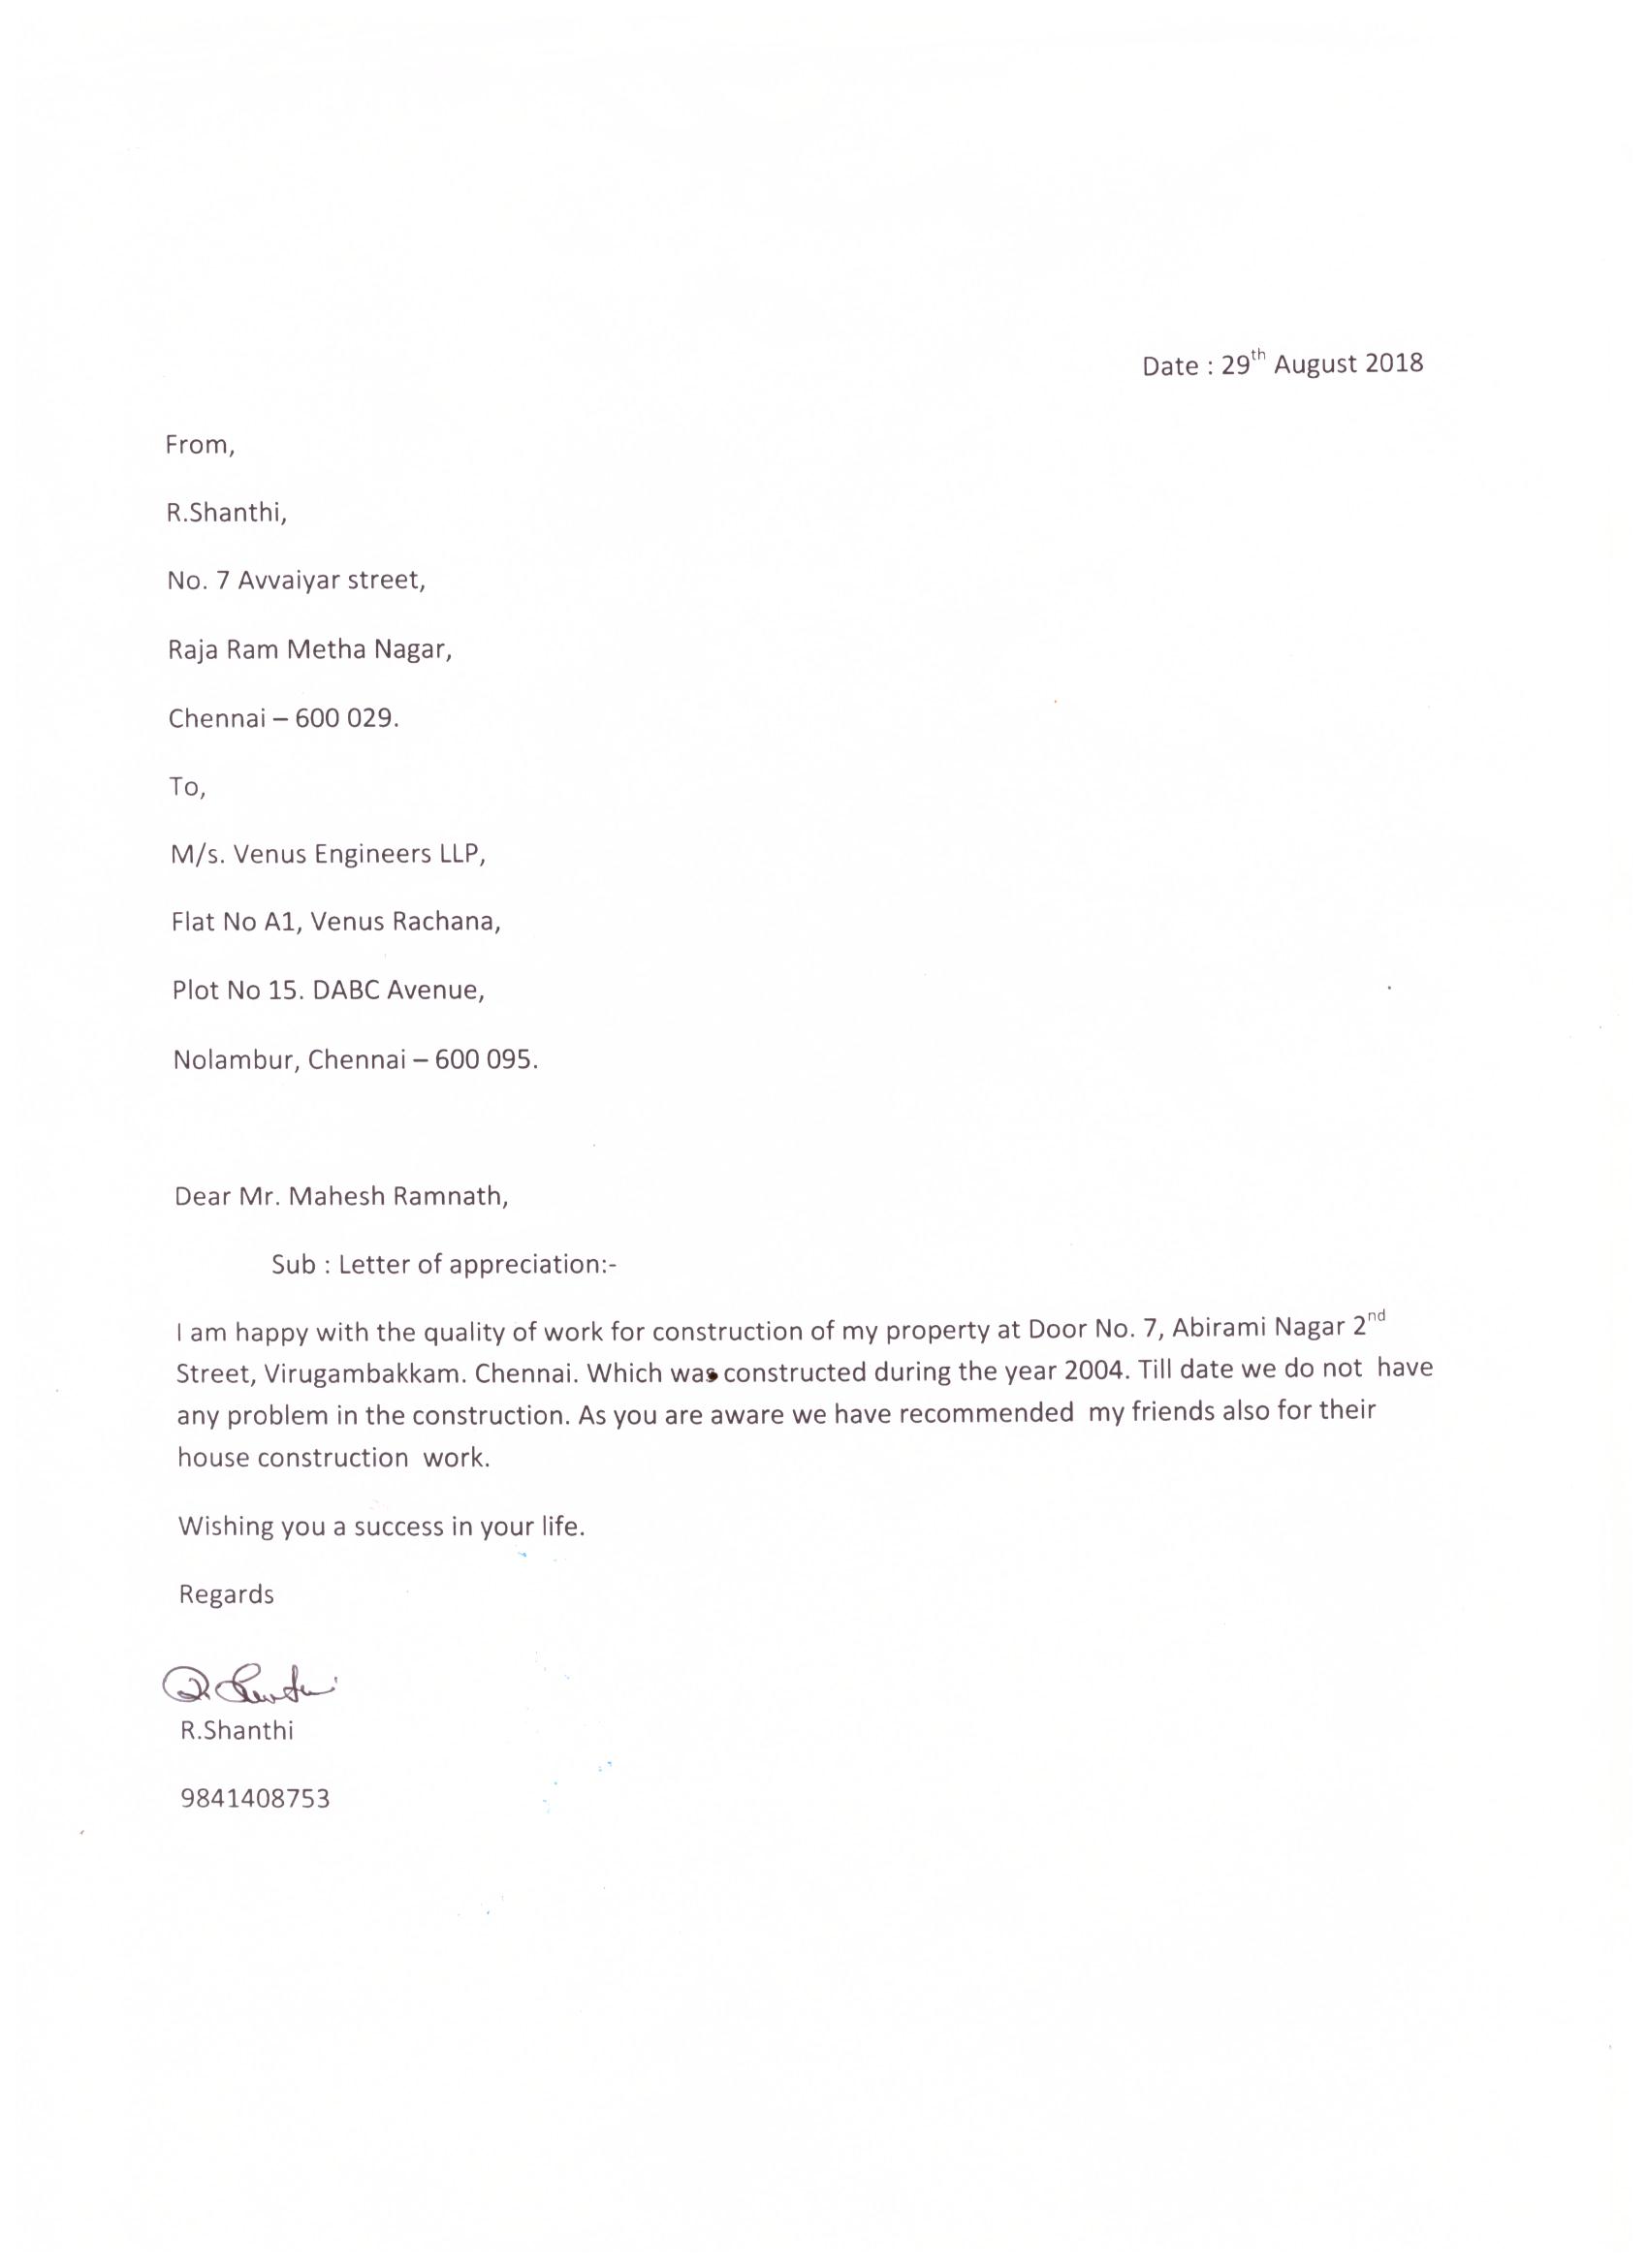 Date : 29th August 2018
From,
R.Shanthi,
No. 7 Avvaiyar street,
Raja Ram Metha Nagar,
Chennai – 600 029.
To,
M/s. Venus Engineers LLP,
Flat No A1, Venus Rachana,
Plot No 15. DABC Avenue,
Nolambur, Chennai – 600 095.
Dear Mr. Mahesh Ramnath,
Sub : Letter of appreciation:-
I am happy with the quality of work for construction of my property at Door No. 7, Abirami Nagar 2nd
Street, Virugambakkam. Chennai. Which was constructed during the year 2004. Till date we do not  have
any problem in the construction. As you are aware we have recommended  my friends also for their
house construction  work.
Wishing you a success in your life.
Regards
R. Shanthi
R.Shanthi
9841408753